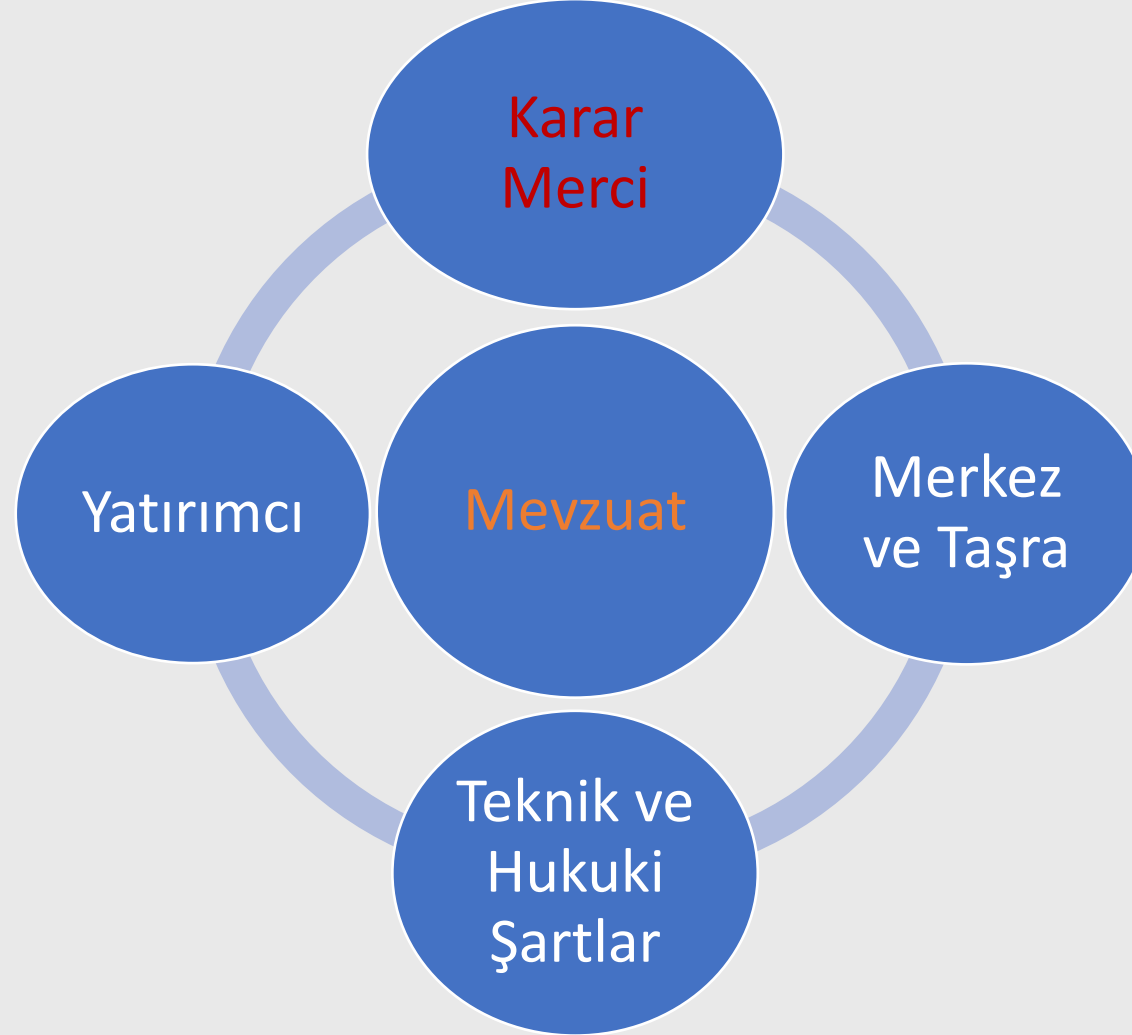 Karar
Merci
Yatırımcı
Mevzuat
Merkez
ve Taşra
Teknik ve
Hukuki
Şartlar